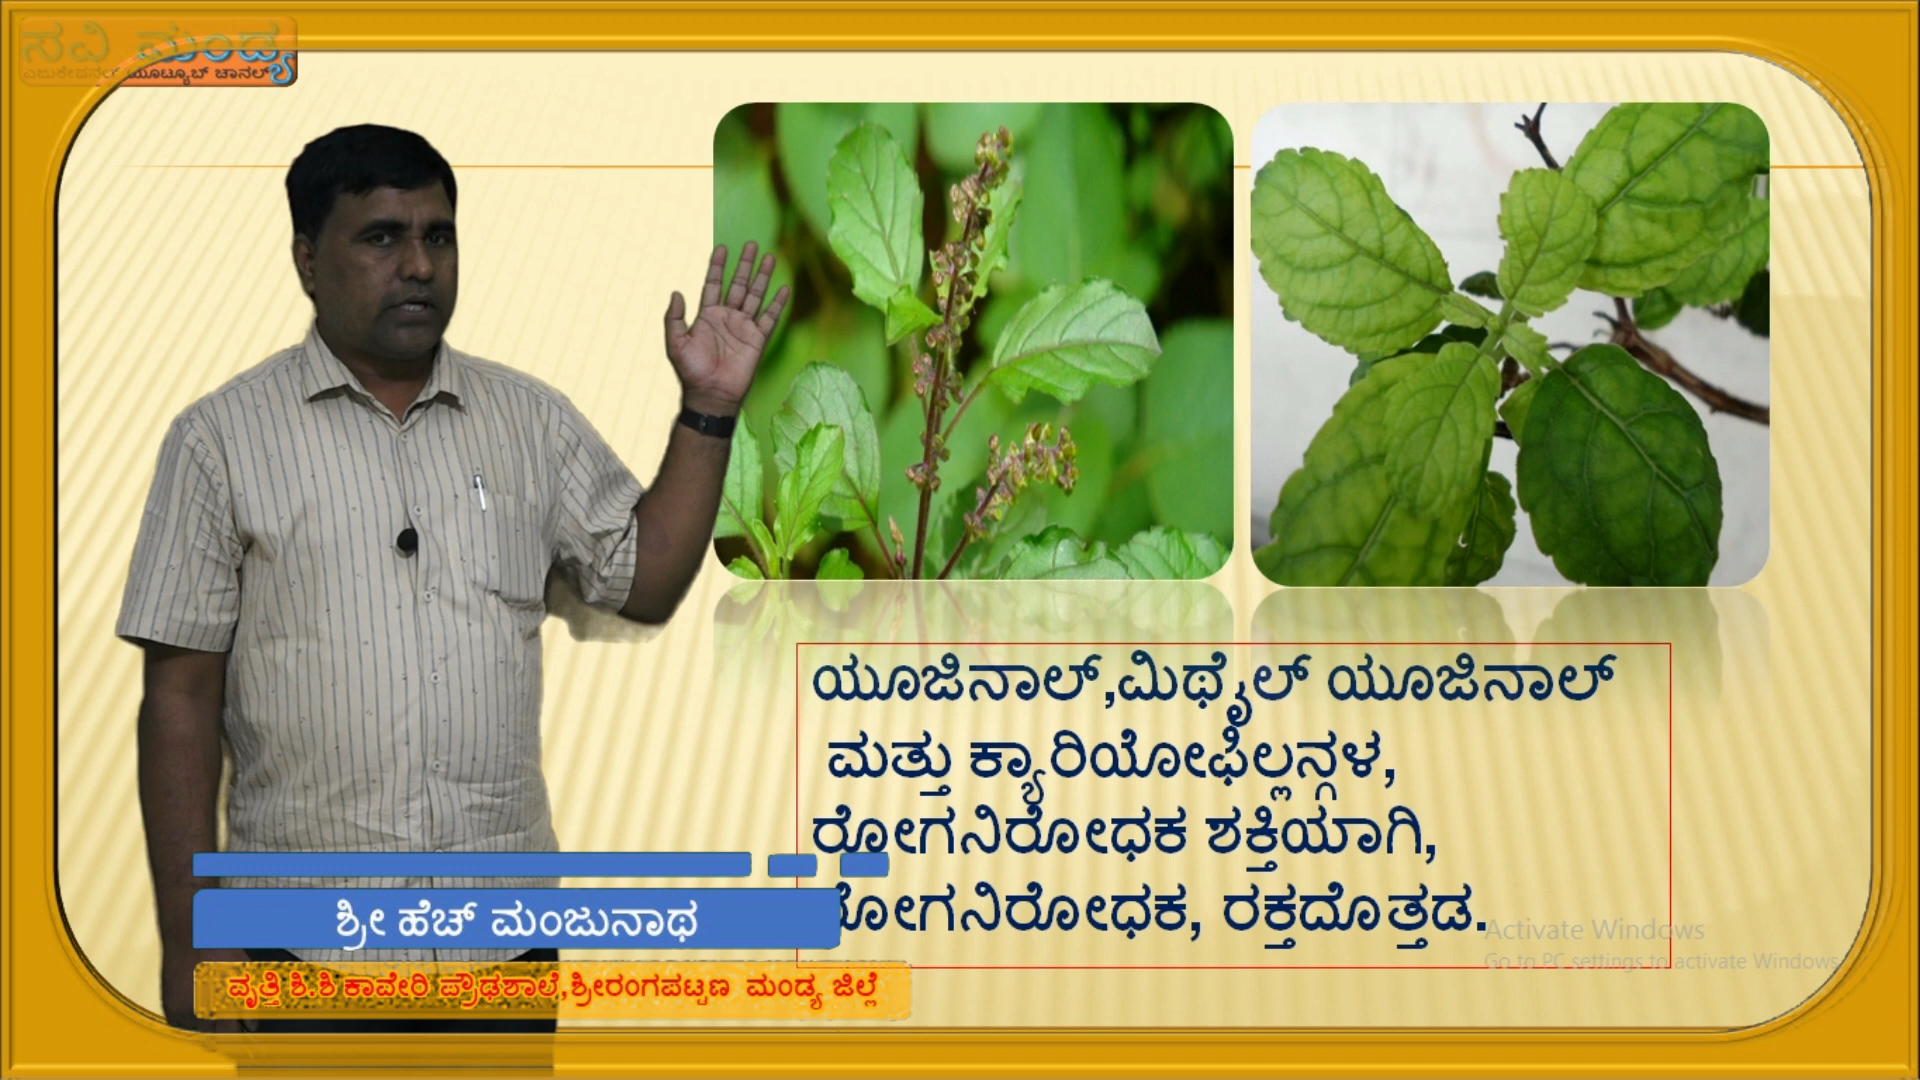 ಸವಿ ಮಂಡ್ಯ
ಎಜುಕೇಷನಲ್ ಯೂಟ್ಯೂಬ್ ಚಾನಲ್
ಯೂಜಿನಾಲ್,ಮಿಥೈಲ್ ಯೂಜಿನಾಲ್
ಮತ್ತು ಕ್ಯಾರಿಯೋಫಿಲ್ಲನ್ಗಳ,
ರೋಗನಿರೋಧಕ ಶಕ್ತಿಯಾಗಿ,
ರೋಗನಿರೋಧಕ, ರಕ್ತದೊತ್ತಡ.
ಶ್ರೀ ಹೆಚ್ ಮಂಜುನಾಥ
ವೃತ್ತಿ ಶಿ.ಶಿ ಕಾವೇರಿ ಪ್ರೌಢಶಾಲೆ,ಶ್ರೀರಂಗಪಟ್ಟಣ ಮಂಡ್ಯ ಜಿಲ್ಲೆ
Activate Windows
Go to PC settings to activate Windows